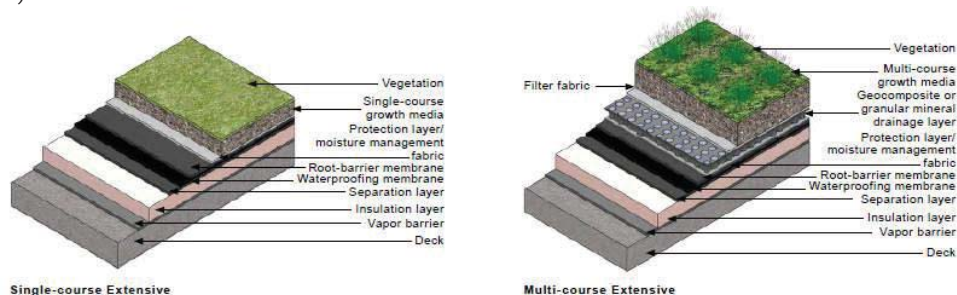 Vegetation
Single-course
growth media
Protection layer/
moisture management
fabric
Root-barrier membrane
Waterproofing membrane
Separation layer
Insulation layer
Vapor barrier
Deck
Single-course Extensive
Filter fabric
Vegetation
Multi-course
growth media
Geocomposite or
granular mineral
drainage layer
Protection layer/
moisture management
fabric
Root-barrier membrane
Waterproofing membrane
Separation layer
Insulation layer
Vapor barrier
Deck
Multi-course Extensive